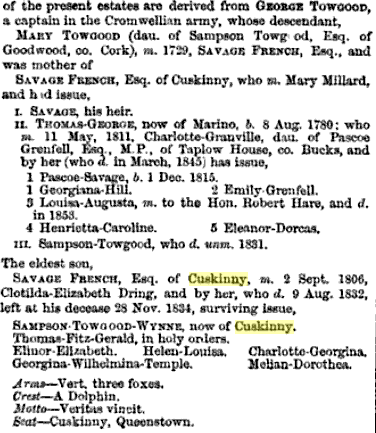 of the present estates are derived from GEORGE TOWGOOD,
a captain in the Cromwellian army, whose descendant,
MARY TOWGOOD (dau. of Sampson Towg od, Esq. of
Goodwood, co. Cork), m. 1729, SAVAGE FRENCH, Esq., and
was mother of
SAVAGE FRENCH, Esq. of Cuskinny, who m. Mary Millard,
and had issue,
I. SAVAGE, his heir.
II. THOMAS-GEORGE, now of Marino, b. 8 Aug. 1780; who
m. 11 May, 1811, Charlotte-Granville, dau. of Pascoe
Grenfell, Esq., M.P., of Taplow House, co. Bucks, and
by her (who d. in March, 1845) has issue,
1 Pascoe-Savage, b. 1 Dec. 1815.
1 Georgiana-Hill. 2 Emily-Grenfell.
3 Louisa-Augusta, m. to the Hon. Robert Hare, and d.
in 1853.
4 Henrietta-Caroline. 5 Eleanor-Dorcas.
III. Sampson-Towgood, who d. unm. 1831.
The eldest son,
SAVAGE FRENCH, Esq. of Cuskinny, m. 2 Sept. 1806,
Clotilda-Elizabeth Dring, and by her, who d. 9 Aug. 1832,
left at his decease 28 Nov. 1834, surviving issue,
SAMPSON-TOWGOOD-WYNNE, now of Cuskinny.
Thomas-Fitz-Gerald, in holy orders.
Elinor-Elizabeth. Helen-Louisa. Charlotte-Georgina.
Georgina-Wilhelmina-Temple. Melian-Dorothea.
Arms—Vert, three foxes.
Crest—A Dolphin.
Motto—Veritas vincit.
Seat—Cuskinny, Queenstown.